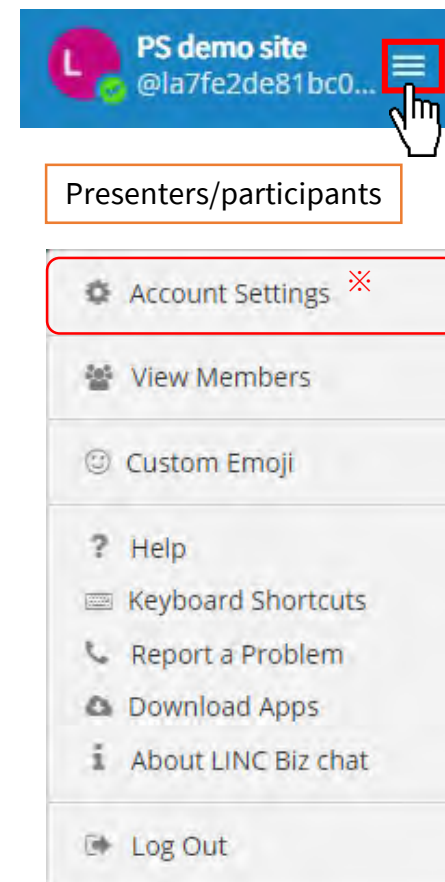 L
PS demo site
@la7fe2de81bc0...
Presenters/participants
Account Settings ※
View Members
Custom Emoji
? Help
Keyboard Shortcuts
Report a Problem
Download Apps
i About LINC Biz chat
Log Out